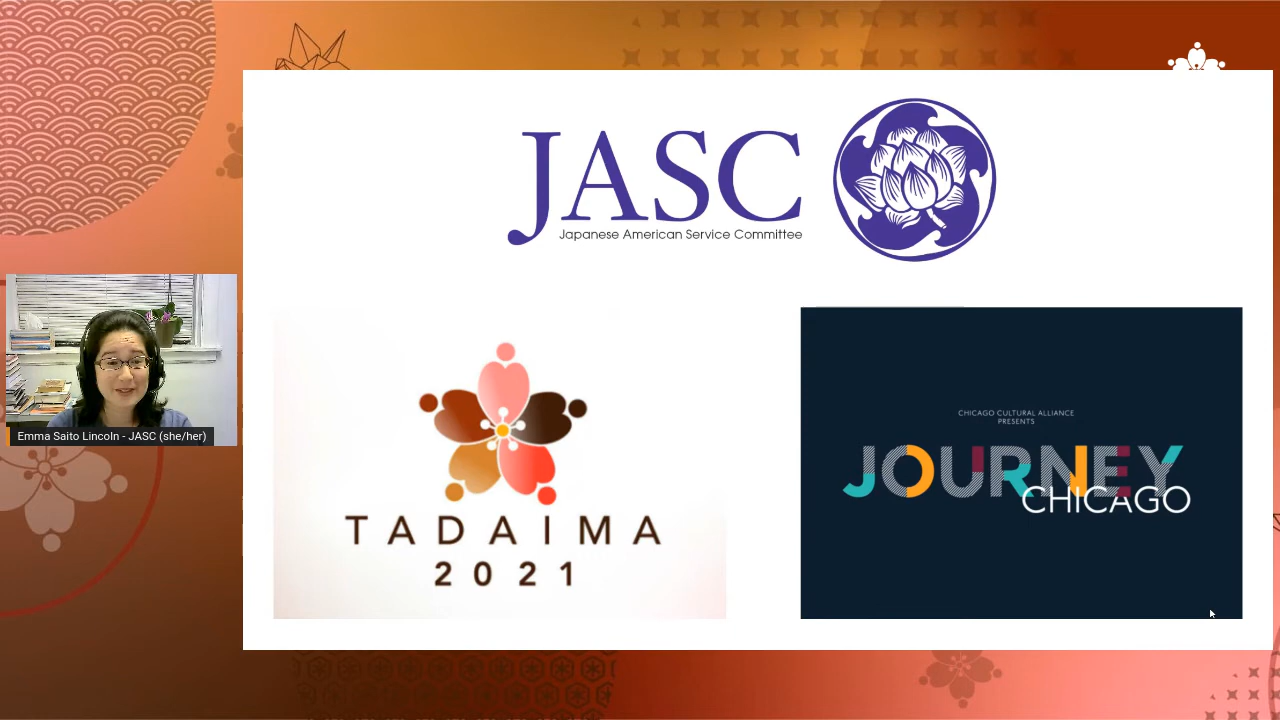 JASC
Japanese American Service Committee
Emma Saito Lincoln - JASC (she/her)
TADAIMA
2021
CHICAGO CULTURAL ALLIANCE
PRESENTS
JOURNEY
CHICAGO